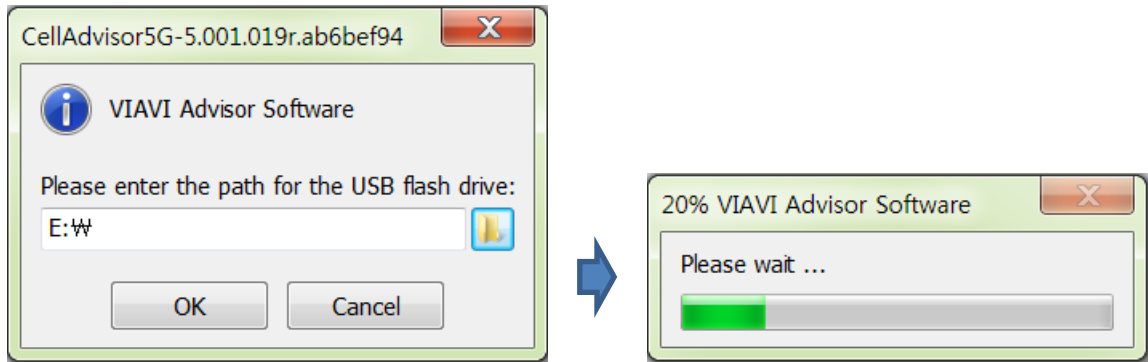 CellAdvisor5G-5.001.019r.ab6bef94
VIAVI Advisor Software
Please enter the path for the USB flash drive:
E:₩
OK
Cancel
20% VIAVI Advisor Software
Please wait ...